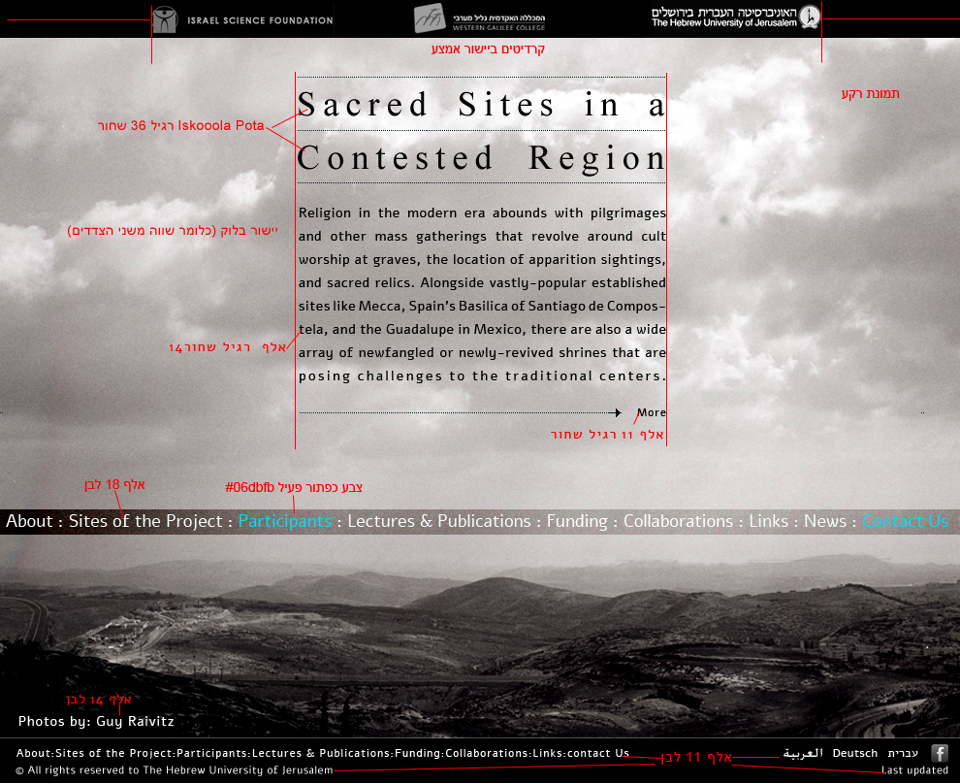 ISRAEL SCIENCE FOUNDATION
המכללה האקדמית גליל מערבי
WESTERN GALILEE COLLEGE
האוניברסיטה העברית בירושלים
The Hebrew University of Jerusalem
קרדיטים ביישור אמצע
תמונת רקע
Sacred Sites in a
Iskooola Pota רגיל 36 שחור
Contested Region
Religion in the modern era abounds with pilgrimages
and other mass gatherings that revolve around cult
יישור בלוק (כלומר שווה משני הצדדים)
worship at graves, the location of apparition sightings,
and sacred relics. Alongside vastly-popular established
sites like Mecca, Spain's Basilica of Santiago de Compos-
tela, and the Guadalupe in Mexico, there are also a wide
אלף רגיל שחור14
array of newfangled or newly-revived shrines that are
posing challenges to the traditional centers.
More
אלף 11 רגיל שחור
אלף 18 לבן
צבע כפתור פעיל #06dbfb
About : Sites of the Project : Participants : Lectures & Publications : Funding : Collaborations : Links : News : Contact Us
אלף 14 לבן
Photos by: Guy Raivitz
About:Sites of the Project:Participants:Lectures & Publications:Funding:Collaborations:Links:contact Us
אלף 11 לבן
العربية Deutsch עברית
© All rights reserved to The Hebrew University of Jerusalem
Last updated